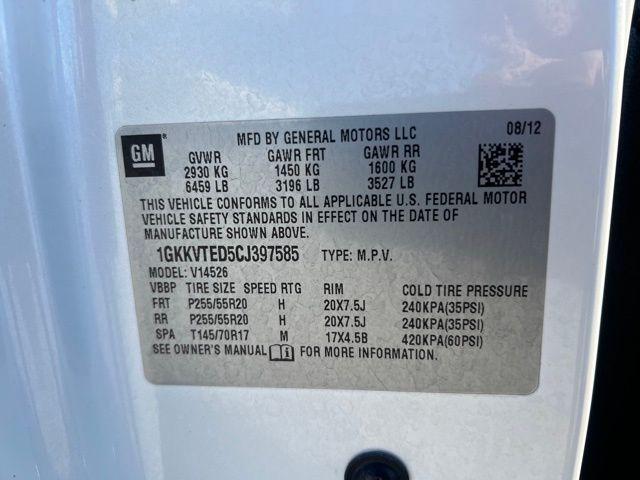 GM
MFD BY GENERAL MOTORS LLC 08/12
GVWR GAWR FRT GAWR RR
2930 KG 1450 KG 1600 KG
6459 LB 3196 LB 3527 LB
THIS VEHICLE CONFORMS TO ALL APPLICABLE U.S. FEDERAL MOTOR
VEHICLE SAFETY STANDARDS IN EFFECT ON THE DATE OF
MANUFACTURE SHOWN ABOVE.
1GKKVTED5CJ397585 TYPE: M.P.V.
MODEL: V14526
VBBP TIRE SIZE SPEED RTG RIM COLD TIRE PRESSURE
FRT P255/55R20 H 20X7.5J 240KPA(35PSI)
RR P255/55R20 H 20X7.5J 240KPA(35PSI)
SPA T145/70R17 M 17X4.5B 420KPA(60PSI)
SEE OWNER'S MANUAL FOR MORE INFORMATION.